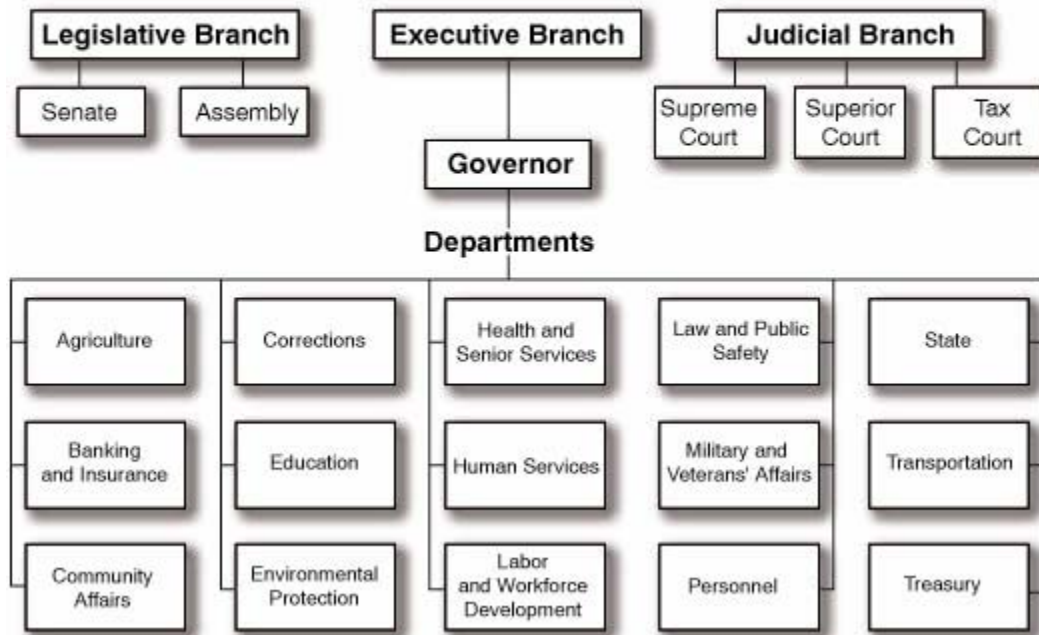 Legislative Branch
Executive Branch
Judicial Branch
Senate
Assembly
Supreme
Court
Superior
Court
Tax
Court
Governor
Departments
Agriculture
Corrections
Health and
Senior Services
Law and Public
Safety
State
Banking
and Insurance
Education
Human Services
Military and
Veterans' Affairs
Transportation
Community
Affairs
Environmental
Protection
Labor
and Workforce
Development
Personnel
Treasury